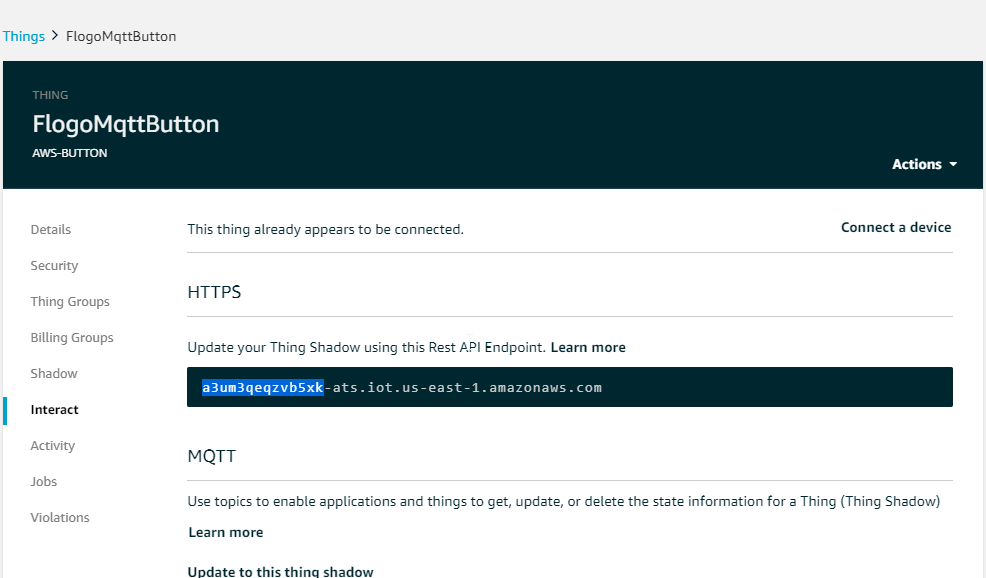 Things > FlogoMqttButton
THING
FlogoMqttButton
AWS-BUTTON
Actions
Details
Security
Thing Groups
Billing Groups
Shadow
Interact
Activity
Jobs
Violations
This thing already appears to be connected.
Connect a device
HTTPS
Update your Thing Shadow using this Rest API Endpoint. Learn more
a3um3qeqzvb5xk-ats.iot.us-east-1.amazonaws.com
MQTT
Use topics to enable applications and things to get, update, or delete the state information for a Thing (Thing Shadow)
Learn more
Update to this thing shadow